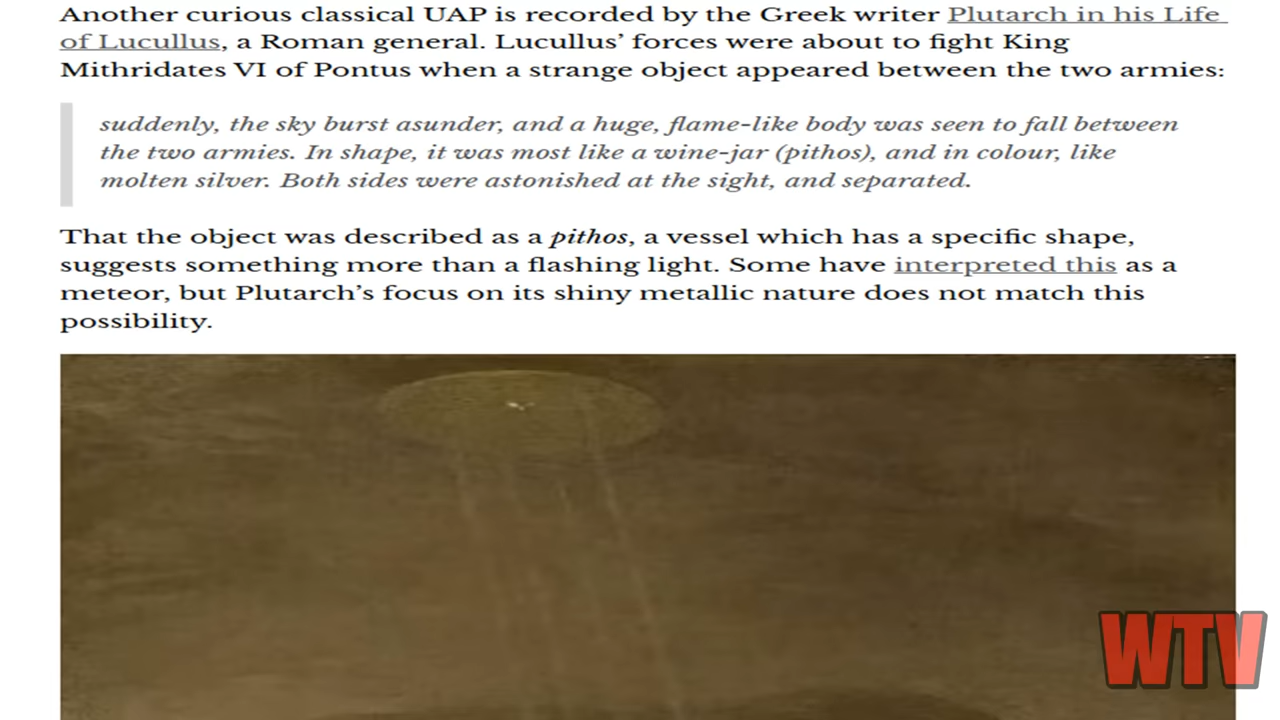 Another curious classical UAP is recorded by the Greek writer Plutarch in his Life
of Lucullus, a Roman general. Lucullus’ forces were about to fight King
Mithridates VI of Pontus when a strange object appeared between the two armies:
suddenly, the sky burst asunder, and a huge, flame-like body was seen to fall between
the two armies. In shape, it was most like a wine-jar (pithos), and in colour, like
molten silver. Both sides were astonished at the sight, and separated.
That the object was described as a pithos, a vessel which has a specific shape,
suggests something more than a flashing light. Some have interpreted this as a
meteor, but Plutarch’s focus on its shiny metallic nature does not match this
possibility.
WTV